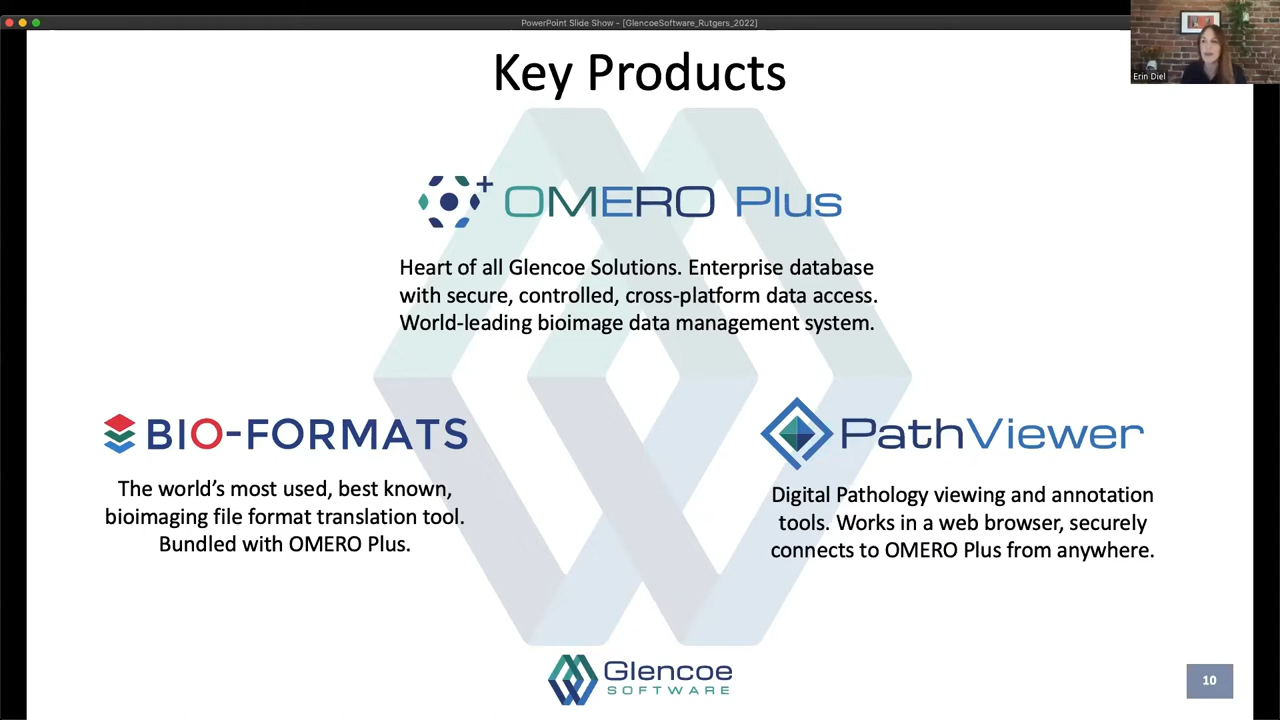 PowerPoint Slide Show - [GlencoeSoftware_Rutgers_2022]
Erin Diel
Key Products
OMERO Plus
Heart of all Glencoe Solutions. Enterprise database
with secure, controlled, cross-platform data access.
World-leading bioimage data management system.
BIO-FORMATS
The world’s most used, best known,
bioimaging file format translation tool.
Bundled with OMERO Plus.
PathViewer
Digital Pathology viewing and annotation
tools. Works in a web browser, securely
connects to OMERO Plus from anywhere.
Glencoe
SOFTWARE
10